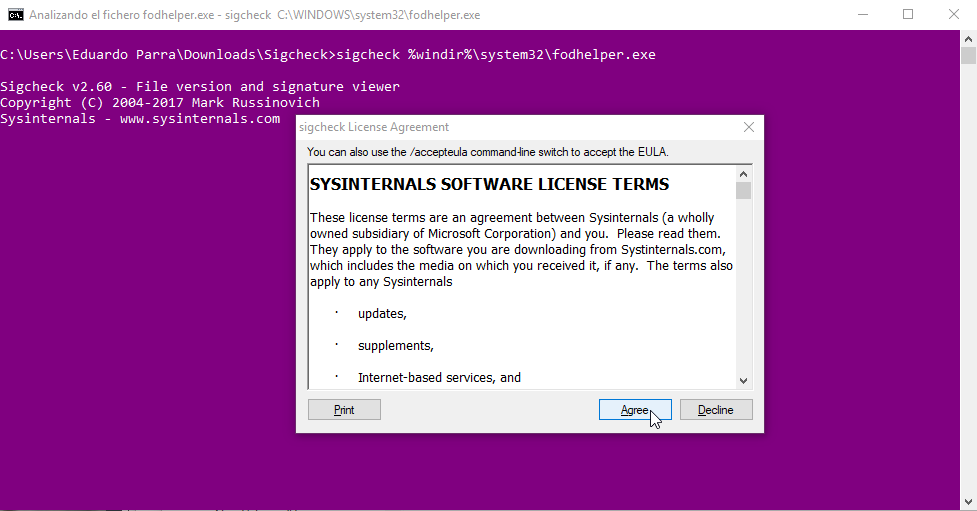 Analizando el fichero fodhelper.exe - sigcheck  C:\WINDOWS\system32\fodhelper.exe
C:\Users\Eduardo Parra\Downloads\Sigcheck>sigcheck %windir%\system32\fodhelper.exe
Sigcheck v2.60 - File version and signature viewer
Copyright (C) 2004-2017 Mark Russinovich
Sysinternals - www.sysinternals.com
sigcheck License Agreement
You can also use the /accepteula command-line switch to accept the EULA.
SYSINTERNALS SOFTWARE LICENSE TERMS
These license terms are an agreement between Sysinternals (a wholly
owned subsidiary of Microsoft Corporation) and you.  Please read them.
They apply to the software you are downloading from Systinternals.com,
which includes the media on which you received it, if any.  The terms also
apply to any Sysinternals
· updates,
· supplements,
· Internet-based services, and
Print Agree Decline